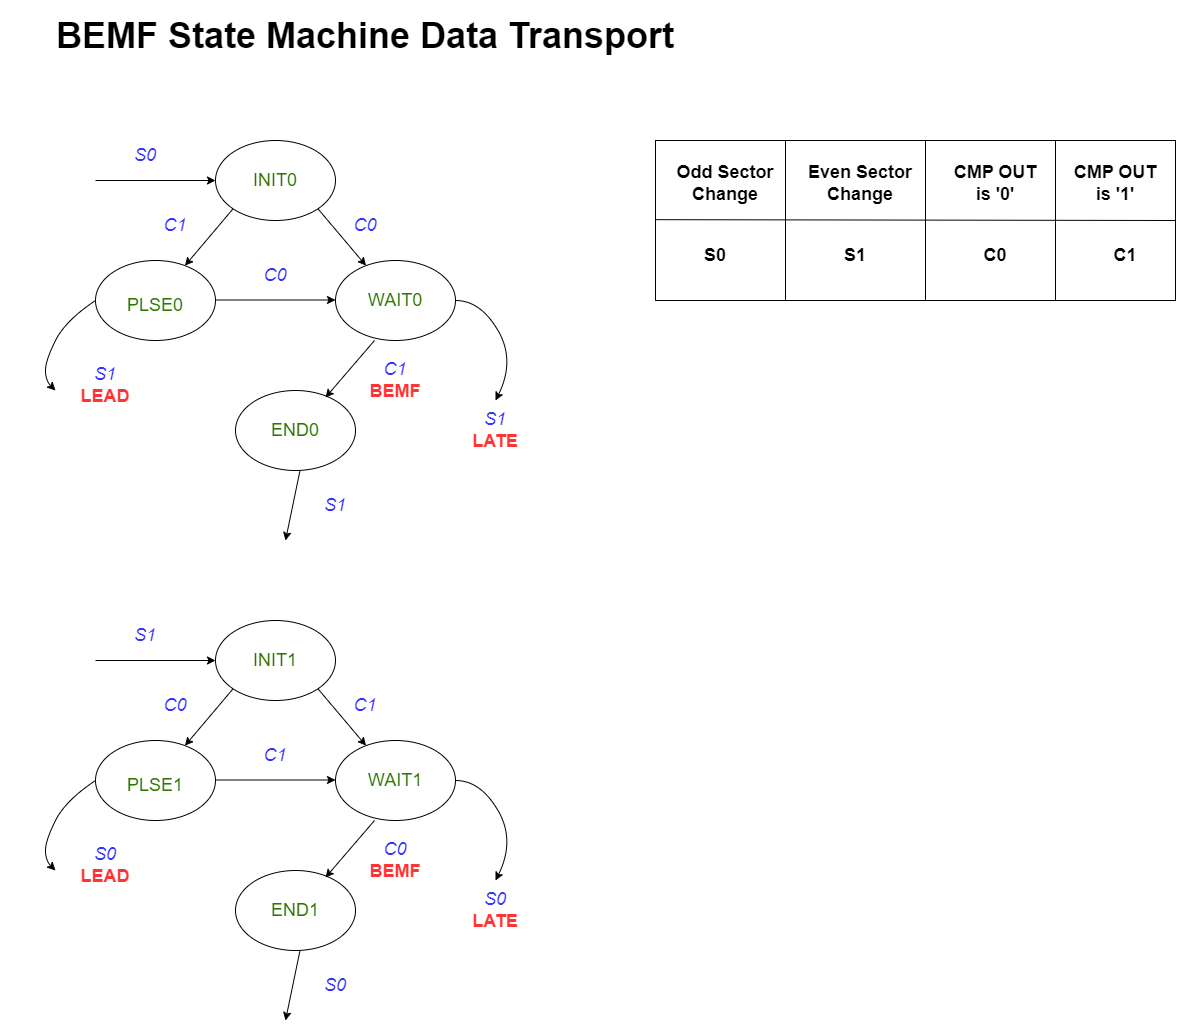 BEMF State Machine Data Transport
S0
INIT0
C1
C0
PLSE0
C0
WAIT0
S1
LEAD
C1
BEMF
S1
LATE
END0
S1
Odd Sector
Change
Even Sector
Change
CMP OUT
is '0'
CMP OUT
is '1'
S0
S1
C0
C1
S1
INIT1
C0
C1
PLSE1
C1
WAIT1
S0
LEAD
C0
BEMF
S0
LATE
END1
S0